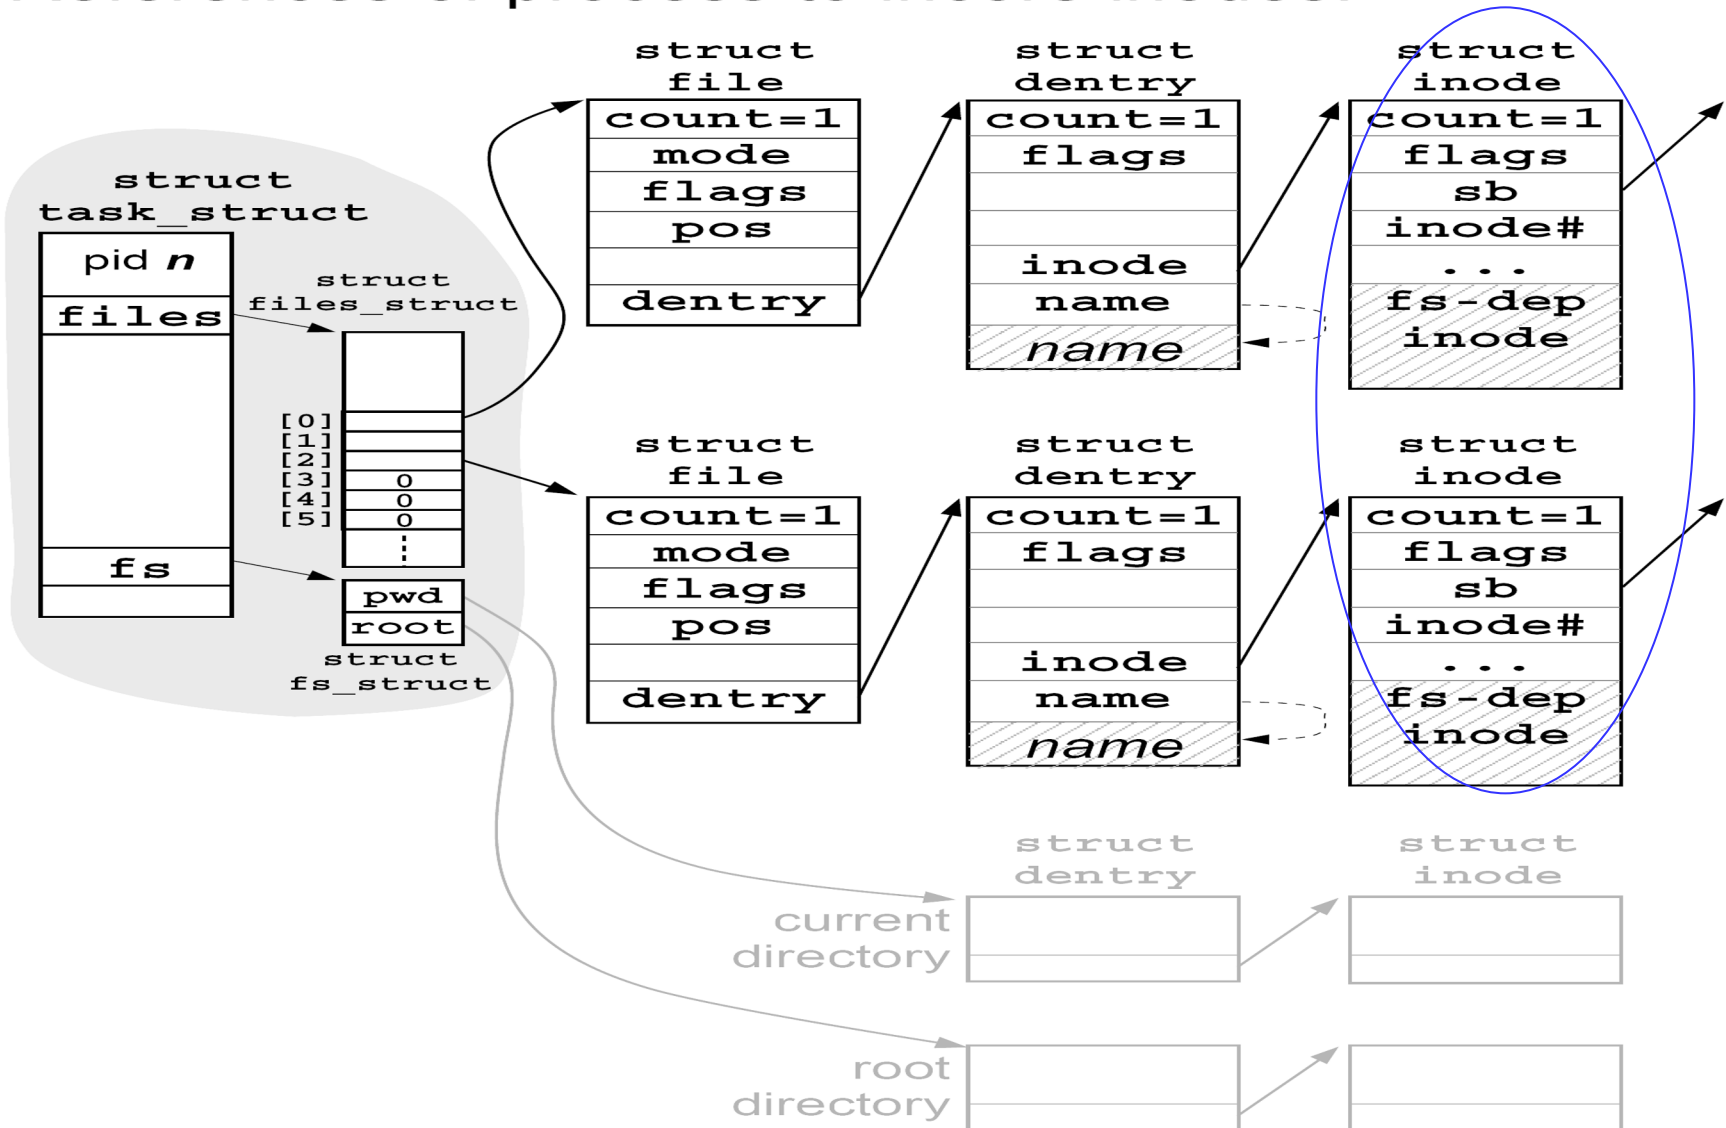 struct
task_struct
pid n
files
fs
struct
files_struct
[0]
[1]
[2]
[3] 0
[4] 0
[5] 0
pwd
root
struct
fs_struct
struct
file
count=1
mode
flags
pos
dentry
struct
dentry
count=1
flags
inode
name
name
struct
inode
count=1
flags
sb
inode#
...
fs-dep
inode
struct
file
count=1
mode
flags
pos
dentry
struct
dentry
count=1
flags
inode
name
name
struct
inode
count=1
flags
sb
inode#
...
fs-dep
inode
struct
dentry
struct
inode
current
directory
root
directory